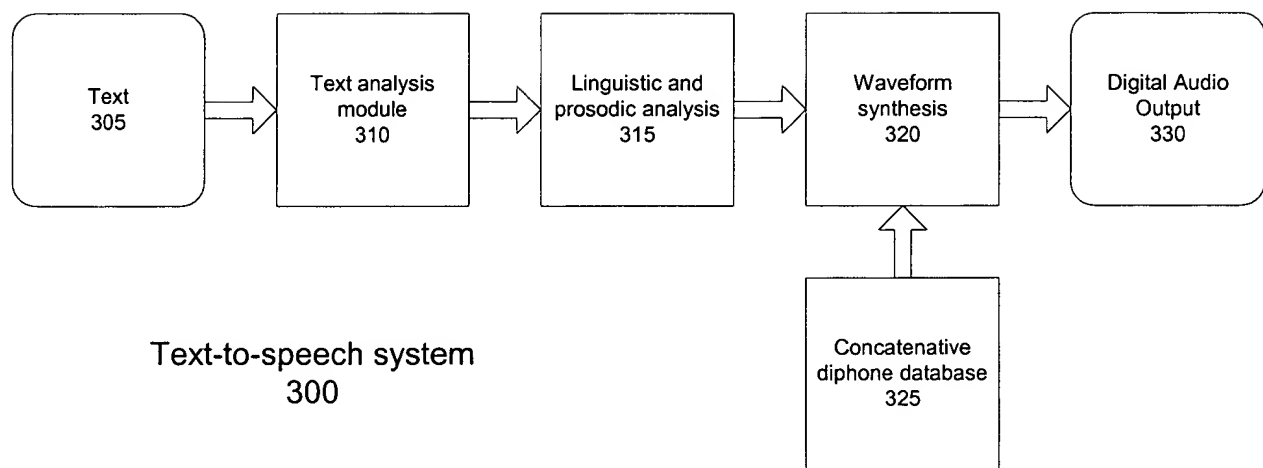 Text
305
Text analysis
module
310
Linguistic and
prosodic analysis
315
Waveform
synthesis
320
Digital Audio
Output
330
Concatenative
diphone database
325
Text-to-speech system
300